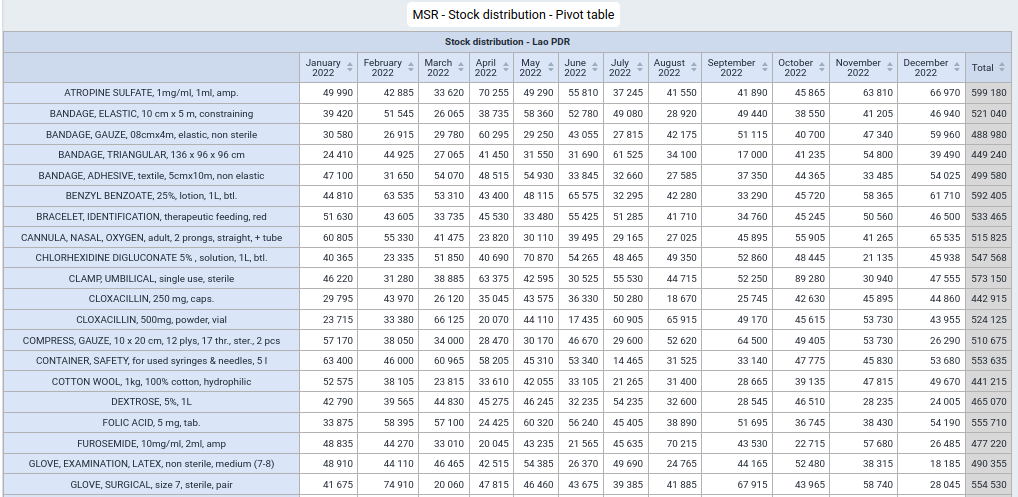 MSR - Stock distribution - Pivot table
Stock distribution - Lao PDR
January 2022 February 2022 March 2022 April 2022 May 2022 June 2022 July 2022 August 2022 September 2022 October 2022 November 2022 December 2022 Total
ATROPINE SULFATE, 1mg/ml, 1ml, amp. 49 990 42 885 33 620 70 255 49 290 55 810 37 245 41 550 41 890 45 865 63 810 66 970 599 180
BANDAGE, ELASTIC, 10 cm x 5 m, constraining 39 420 51 545 26 065 38 735 58 360 52 780 49 080 28 920 49 440 38 550 41 205 46 940 521 040
BANDAGE, GAUZE, 08cmx4m, elastic, non sterile 30 580 26 915 29 780 60 295 29 250 43 055 27 815 42 175 51 115 40 700 47 340 59 960 488 980
BANDAGE, TRIANGULAR, 136 x 96 x 96 cm 24 410 44 925 27 065 41 450 31 550 31 690 61 525 34 100 17 000 41 235 54 800 39 490 449 240
BANDAGE, ADHESIVE, textile, 5cmx10m, non elastic 47 100 31 650 54 070 48 515 54 930 33 845 32 660 27 585 37 350 44 365 33 485 54 025 499 580
BENZYL BENZOATE, 25%, lotion, 1L, btl. 44 810 63 535 53 310 43 400 48 115 65 575 32 295 42 280 33 290 45 720 58 365 61 710 592 405
BRACELET, IDENTIFICATION, therapeutic feeding, red 51 630 43 605 33 735 45 530 33 480 55 425 51 285 41 710 34 760 45 245 50 560 46 500 533 465
CANNULA, NASAL, OXYGEN, adult, 2 prongs, straight, + tube 60 805 55 330 41 475 23 820 30 110 39 495 29 165 27 025 45 895 55 905 41 265 65 535 515 825
CHLORHEXIDINE DIGLUCONATE 5% , solution, 1L, btl. 40 365 23 335 51 850 40 690 70 870 54 265 48 465 49 350 52 860 48 445 21 135 45 938 547 568
CLAMP, UMBILICAL, single use, sterile 46 220 31 280 38 885 63 375 42 595 30 525 55 530 44 715 52 250 89 280 30 940 47 555 573 150
CLOXACILLIN, 250 mg, caps. 29 795 43 970 26 120 35 045 43 575 36 330 50 280 18 670 25 745 42 630 45 895 44 860 442 915
CLOXACILLIN, 500mg, powder, vial 23 715 33 380 66 125 20 070 44 110 17 435 60 905 65 915 49 170 45 615 53 730 43 955 524 125
COMPRESS, GAUZE, 10 x 20 cm, 12 plys, 17 thr., ster., 2 pcs 57 170 38 050 34 000 28 470 30 170 46 670 29 600 52 620 64 500 49 405 53 730 26 290 510 675
CONTAINER, SAFETY, for used syringes & needles, 5 l 63 400 46 000 60 965 58 205 45 310 53 340 14 465 31 525 33 140 47 775 45 830 53 680 553 635
COTTON WOOL, 1kg, 100% cotton, hydrophilic 52 575 38 105 23 815 33 610 42 055 33 105 21 265 31 400 28 665 39 135 47 815 49 670 441 215
DEXTROSE, 5%, 1L 42 790 39 565 44 830 45 275 46 245 32 235 54 235 32 600 28 545 46 510 28 235 24 005 465 070
FOLIC ACID, 5 mg, tab. 33 875 58 395 57 100 24 425 60 320 56 240 45 405 38 890 51 695 36 745 38 430 54 190 555 710
FUROSEMIDE, 10mg/ml, 2ml, amp 48 835 44 270 33 010 20 045 43 235 21 565 45 635 70 215 43 530 22 715 57 680 26 485 477 220
GLOVE, EXAMINATION, LATEX, non sterile, medium (7-8) 48 910 44 110 46 465 42 515 54 385 26 370 49 690 24 765 44 165 52 480 38 315 18 185 490 355
GLOVE, SURGICAL, size 7, sterile, pair 41 675 74 910 20 060 47 815 46 460 43 675 39 385 41 885 67 915 43 965 58 740 28 045 554 530